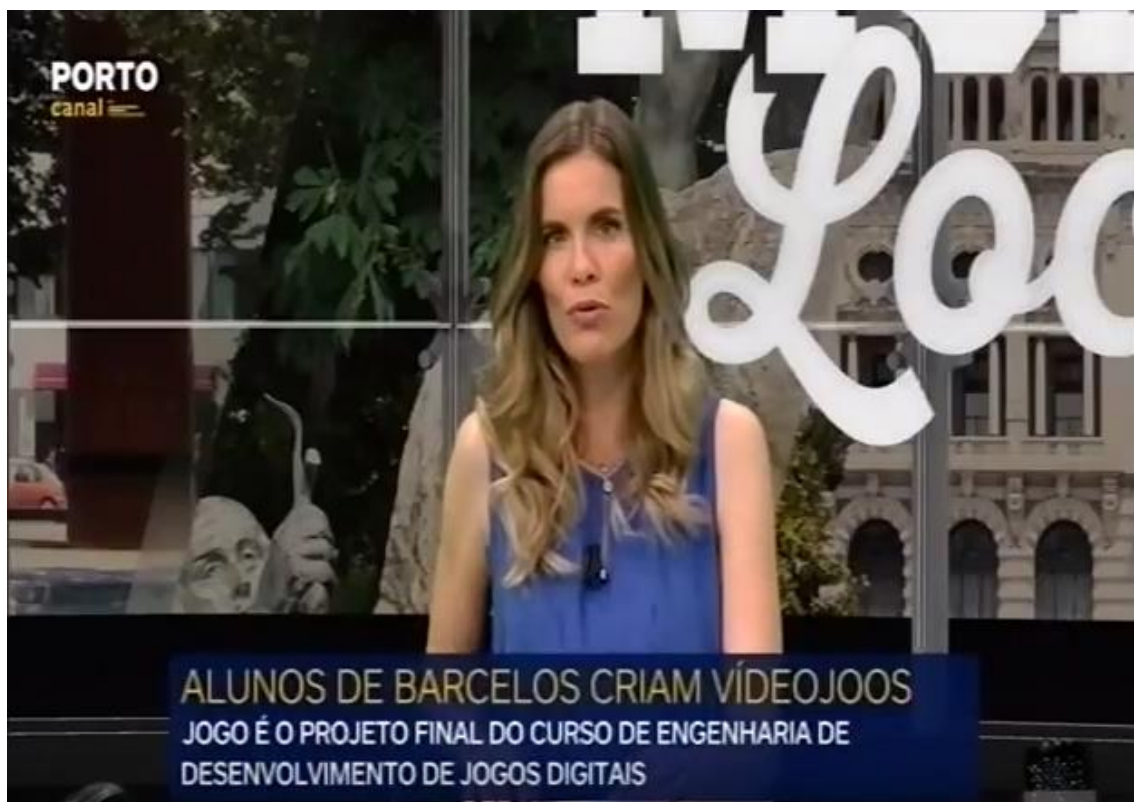 PORTO
canal
Loc
ALUNOS DE BARCELOS CRIAM VÍDEOJOOS
JOGO É O PROJETO FINAL DO CURSO DE ENGENHARIA DE
DESENVOLVIMENTO DE JOGOS DIGITAIS